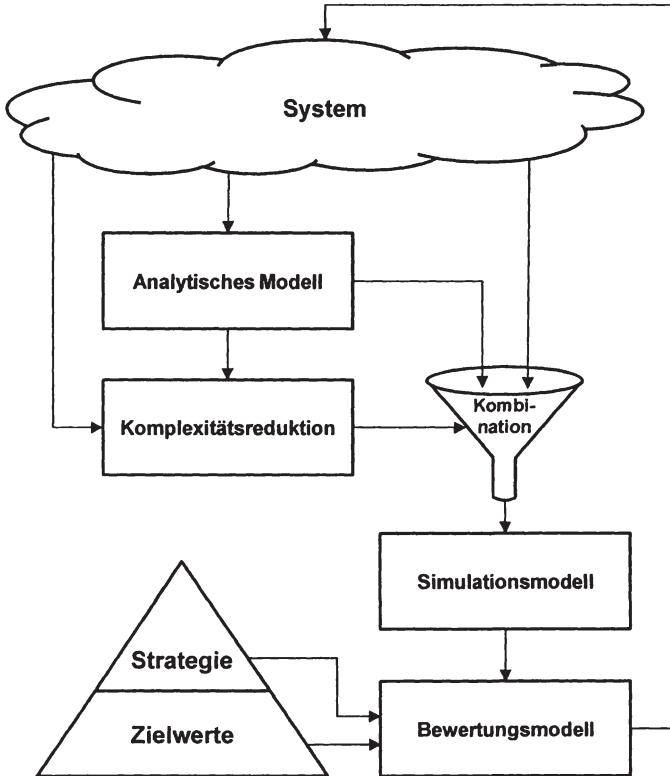 System
Analytisches Modell
Komplexitätsreduktion
Kombi-
nation
Simulationsmodell
Strategie
Zielwerte
Bewertungsmodell